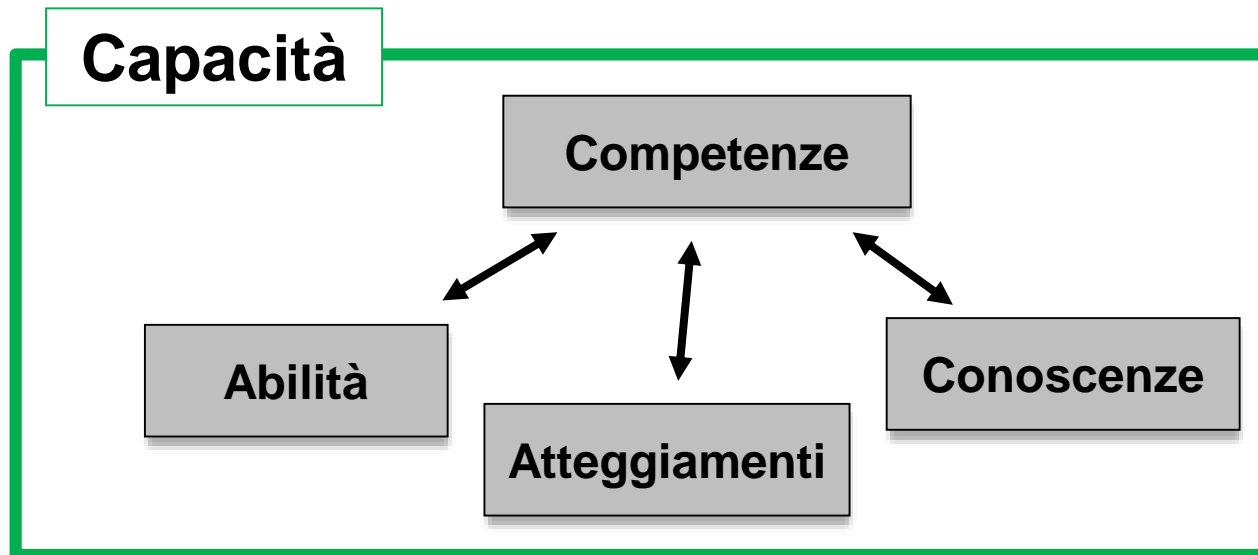 Capacità
Competenze
Abilità
Atteggiamenti
Conoscenze